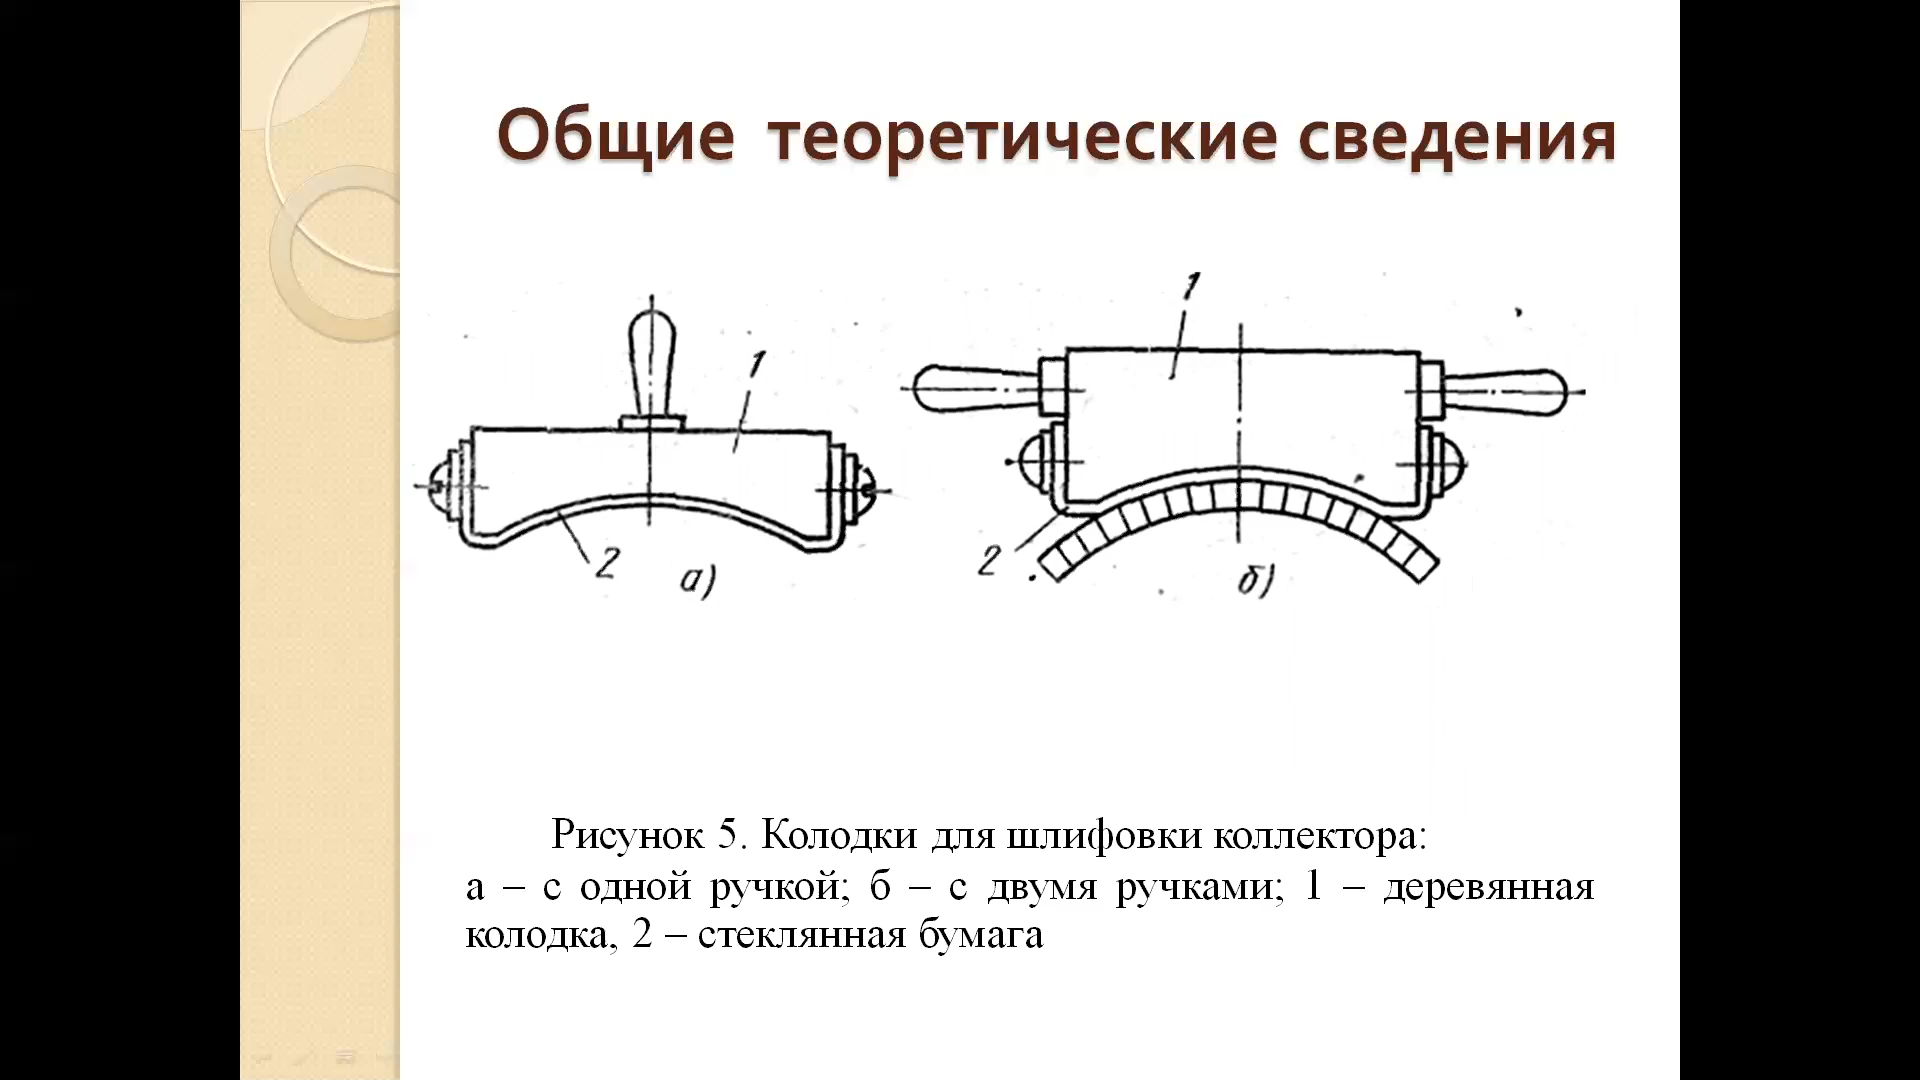 Общие теоретические сведения
1
1
2
2
а)
б)
Рисунок 5. Колодки для шлифовки коллектора:
а – с одной ручкой; б – с двумя ручками; 1 – деревянная
колодка, 2 – стеклянная бумага